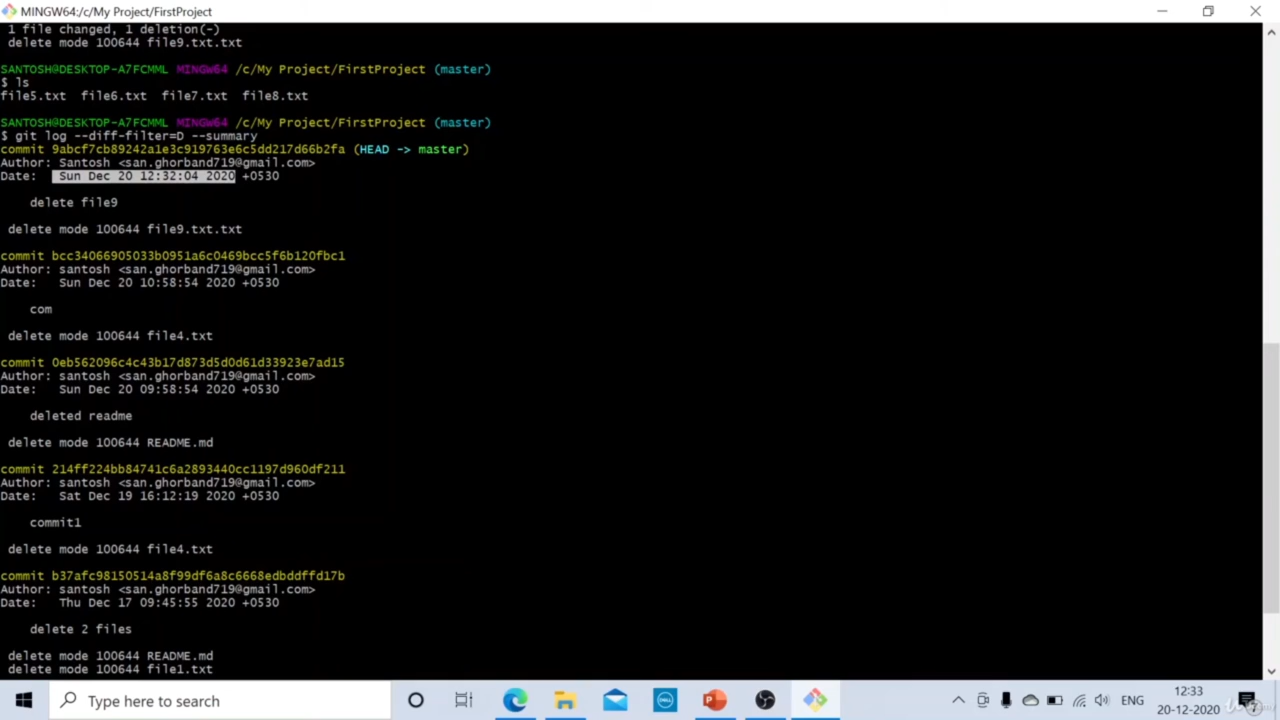 MINGW64:/c/My Project/FirstProject
1 file changed, 1 deletion(-)
delete mode 100644 file9.txt.txt
SANTOSH@DESKTOP-A7FCMML MINGW64 /c/My Project/FirstProject (master)
$ ls
file5.txt file6.txt file7.txt file8.txt
SANTOSH@DESKTOP-A7FCMML MINGW64 /c/My Project/FirstProject (master)
$ git log --diff-filter=D --summary
commit 9abcf7cb89242a1e3c919763e6c5dd217d66b2fa (HEAD -> master)
Author: Santosh <san.ghorband719@gmail.com>
Date: Sun Dec 20 12:32:04 2020 +0530
delete file9
delete mode 100644 file9.txt.txt
commit bcc34066905033b0951a6c0469bcc5f6b120fbc1
Author: santosh <san.ghorband719@gmail.com>
Date: Sun Dec 20 10:58:54 2020 +0530
com
delete mode 100644 file4.txt
commit 0eb562096c4c43b17d873d5d0d61d33923e7ad15
Author: santosh <san.ghorband719@gmail.com>
Date: Sun Dec 20 09:58:54 2020 +0530
deleted readme
delete mode 100644 README.md
commit 214ff224bb84741c6a2893440cc1197d960df211
Author: santosh <san.ghorband719@gmail.com>
Date: Sat Dec 19 16:12:19 2020 +0530
commit1
delete mode 100644 file4.txt
commit b37afc98150514a8f99df6a8c6668edbddffd17b
Author: santosh <san.ghorband719@gmail.com>
Date: Thu Dec 17 09:45:55 2020 +0530
delete 2 files
delete mode 100644 README.md
delete mode 100644 file1.txt
Type here to search
DELL
ENG
12:33
20-12-2020